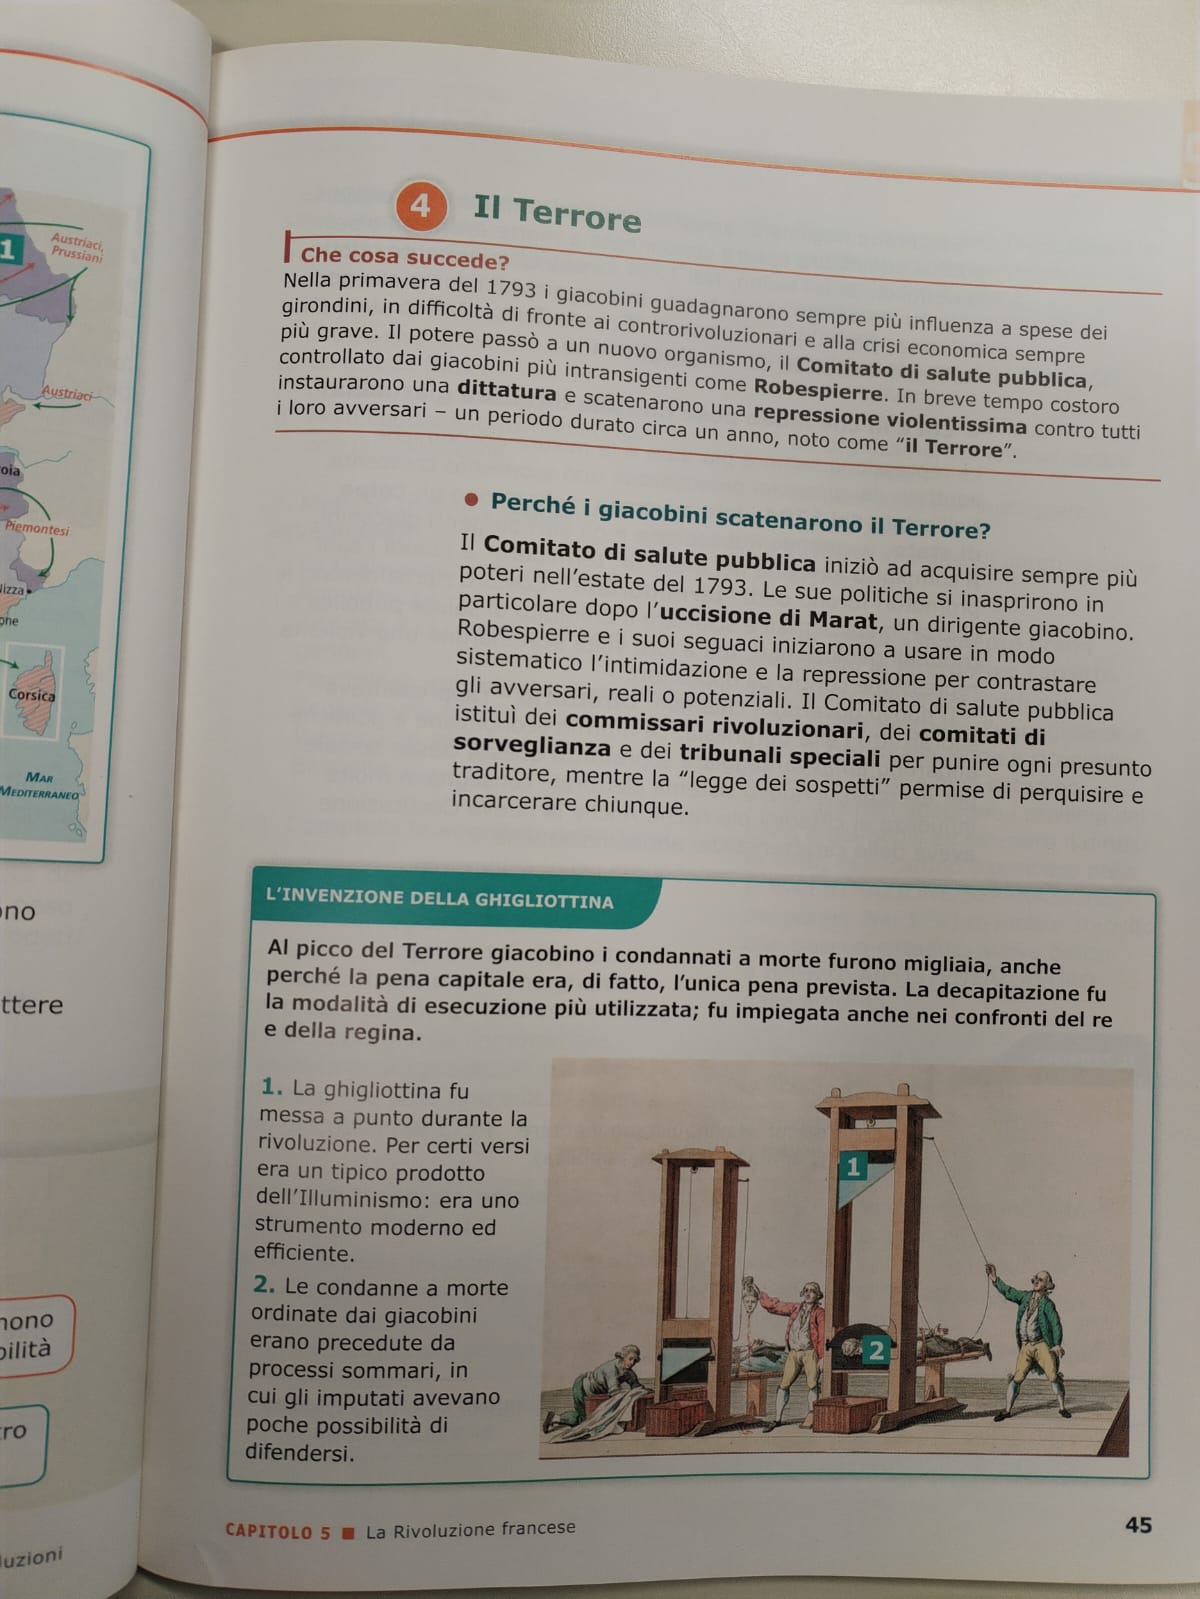 1
Austriaci,
Prussiani
Austriaci
oia
Piemontesi
izza
one
Corsica
MAR
MEDITERRANEO
ono
ttere
nono
bilità
tro
luzioni
4 Il Terrore
Che cosa succede?
Nella primavera del 1793 i giacobini guadagnarono sempre più influenza a spese dei
girondini, in difficoltà di fronte ai controrivoluzionari e alla crisi economica sempre
più grave. Il potere passò a un nuovo organismo, il Comitato di salute pubblica,
controllato dai giacobini più intransigenti come Robespierre. In breve tempo costoro
instaurarono una dittatura e scatenarono una repressione violentissima contro tutti
i loro avversari – un periodo durato circa un anno, noto come “il Terrore”.
● Perché i giacobini scatenarono il Terrore?
Il Comitato di salute pubblica iniziò ad acquisire sempre più
poteri nell’estate del 1793. Le sue politiche si inasprirono in
particolare dopo l’uccisione di Marat, un dirigente giacobino.
Robespierre e i suoi seguaci iniziarono a usare in modo
sistematico l’intimidazione e la repressione per contrastare
gli avversari, reali o potenziali. Il Comitato di salute pubblica
istituì dei commissari rivoluzionari, dei comitati di
sorveglianza e dei tribunali speciali per punire ogni presunto
traditore, mentre la “legge dei sospetti” permise di perquisire e
incarcerare chiunque.
L’INVENZIONE DELLA GHIGLIOTTINA
Al picco del Terrore giacobino i condannati a morte furono migliaia, anche
perché la pena capitale era, di fatto, l’unica pena prevista. La decapitazione fu
la modalità di esecuzione più utilizzata; fu impiegata anche nei confronti del re
e della regina.
1. La ghigliottina fu
messa a punto durante la
rivoluzione. Per certi versi
era un tipico prodotto
dell’Illuminismo: era uno
strumento moderno ed
efficiente.
2. Le condanne a morte
ordinate dai giacobini
erano precedute da
processi sommari, in
cui gli imputati avevano
poche possibilità di
difendersi.
1
2
CAPITOLO 5 ■ La Rivoluzione francese
45